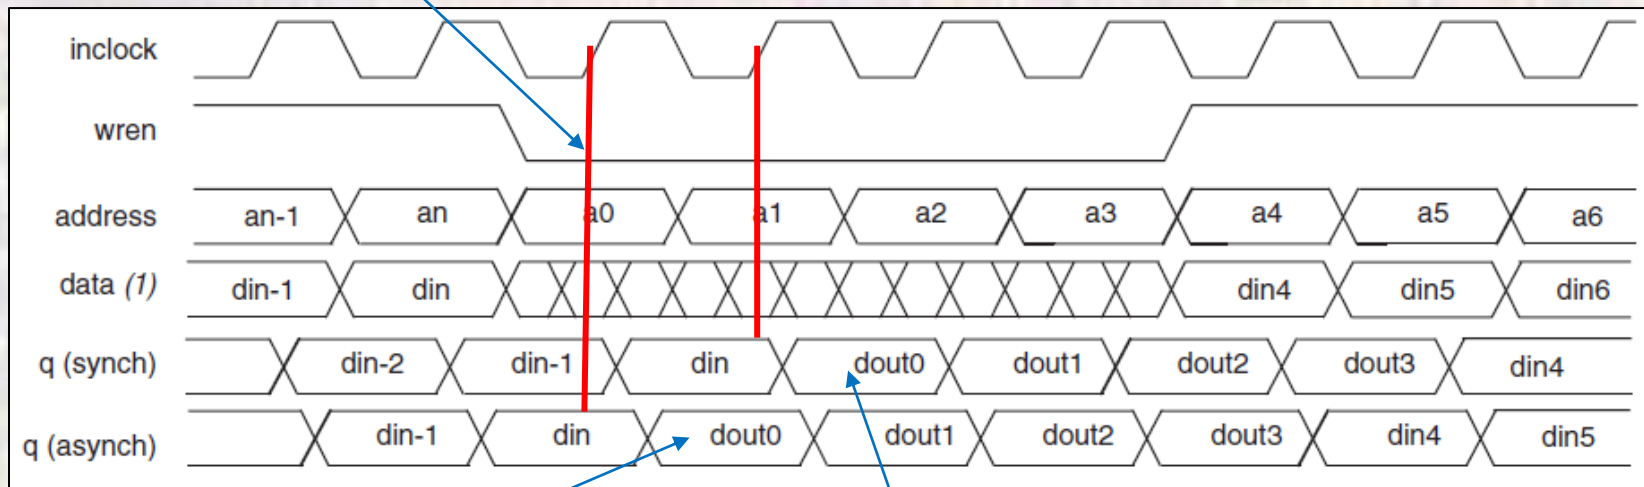 inclock
wren
address an-1 an a0 a1 a2 a3 a4 a5 a6
data (1) din-1 din din4 din5 din6
q (synch) din-2 din-1 din dout0 dout1 dout2 dout3 din4
q (asynch) din-1 din dout0 dout1 dout2 dout3 din4 din5